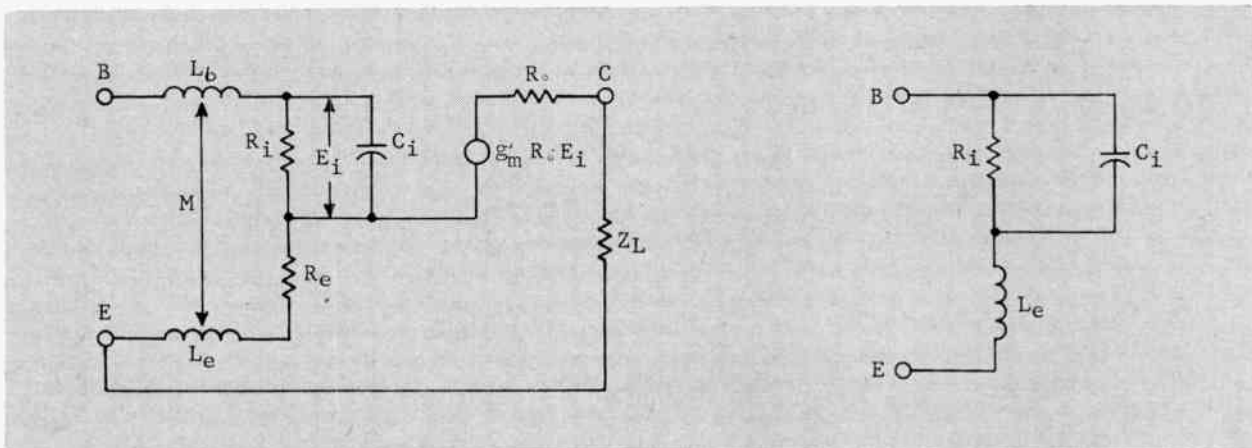 B
L_b
R_i
E_i
C_i
M
R_e
E
L_e
R_o
C
g'_m R_o E_i
Z_L
B
R_i
C_i
L_e
E